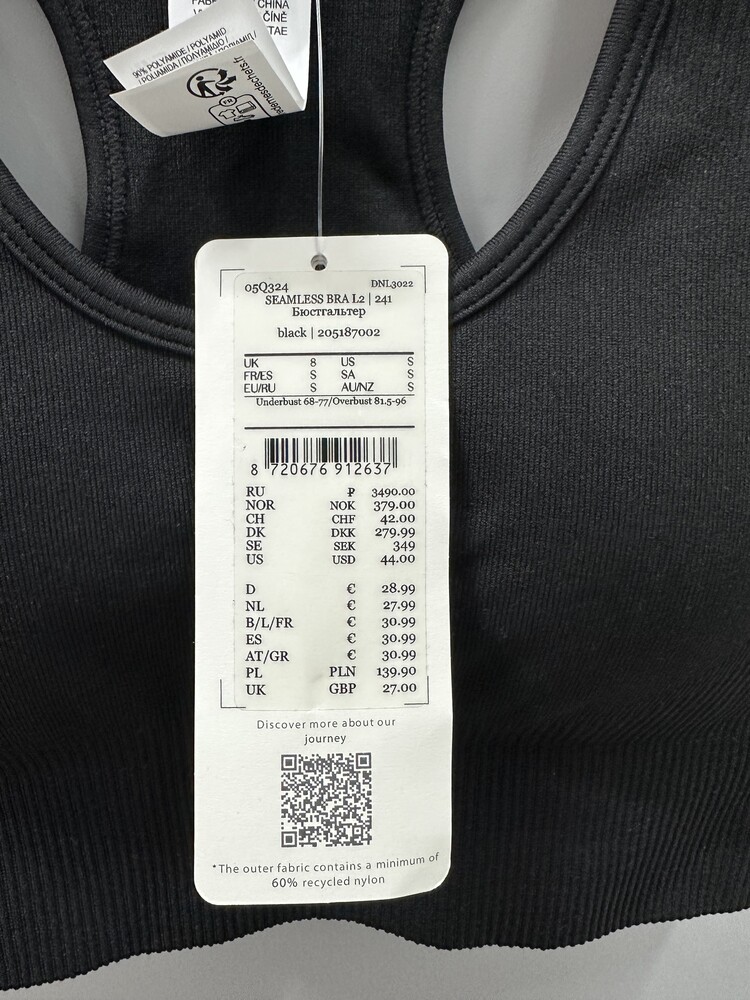 CHINA
ČÍNĚ
90% POLYAMIDE / POLYAMID
/ POLIAMIDA / ΠΟΛΥΑΜΙΔΙΟ /
FR
05Q324 DNL3022
SEAMLESS BRA L2 | 241
Бюстгальтер
black | 205187002
UK 8 US S
FR/ES S SA S
EU/RU S AU/NZ S
Underbust 68-77/Overbust 81.5-96
8 720676 912637
RU ₽ 3490.00
NOR NOK 379.00
CH CHF 42.00
DK DKK 279.99
SE SEK 349
US USD 44.00
D € 28.99
NL € 27.99
B/L/FR € 30.99
ES € 30.99
AT/GR € 30.99
PL PLN 139.90
UK GBP 27.00
Discover more about our
journey
*The outer fabric contains a minimum of
60% recycled nylon